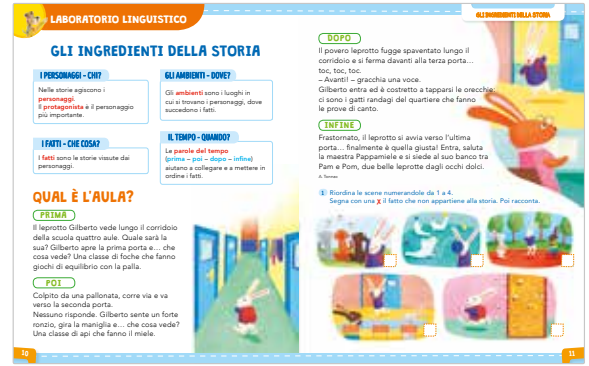 LABORATORIO LINGUISTICO
GLI INGREDIENTI DELLA STORIA
I PERSONAGGI - CHI?
Nelle storie agiscono i
personaggi.
Il protagonista è il personaggio
più importante.
GLI AMBIENTI - DOVE?
Gli ambienti sono i luoghi in
cui si trovano i personaggi, dove
succedono i fatti.
I FATTI - CHE COSA?
I fatti sono le storie vissute dai
personaggi.
IL TEMPO - QUANDO?
Le parole del tempo
(prima – poi – dopo – infine)
aiutano a collegare e a mettere in
ordine i fatti.
QUAL È L'AULA?
PRIMA
Il leprotto Gilberto vede lungo il corridoio
della scuola quattro aule. Quale sarà la
sua? Gilberto apre la prima porta e... che
cosa vede? Una classe di foche che fanno
giochi di equilibrio con la palla.
POI
Colpito da una pallonata, corre via e va
verso la seconda porta.
Nessuno risponde. Gilberto sente un forte
ronzio, gira la maniglia e... che cosa vede?
Una classe di api che fanno il miele.
10
GLI INGREDIENTI DELLA STORIA
DOPO
Il povero leprotto fugge spaventato lungo il
corridoio e si ferma davanti alla terza porta...
toc, toc, toc.
– Avanti! – gracchia una voce.
Gilberto entra ed è costretto a tapparsi le orecchie:
ci sono i gatti randagi del quartiere che fanno
le prove di canto.
INFINE
Frastornato, il leprotto si avvia verso l'ultima
porta... finalmente è quella giusta! Entra, saluta
la maestra Pappamiele e si siede al suo banco tra
Pam e Pom, due belle leprotte dagli occhi dolci.
1 Riordina le scene numerandole da 1 a 4.
Segna con una X il fatto che non appartiene alla storia. Poi racconta.
11